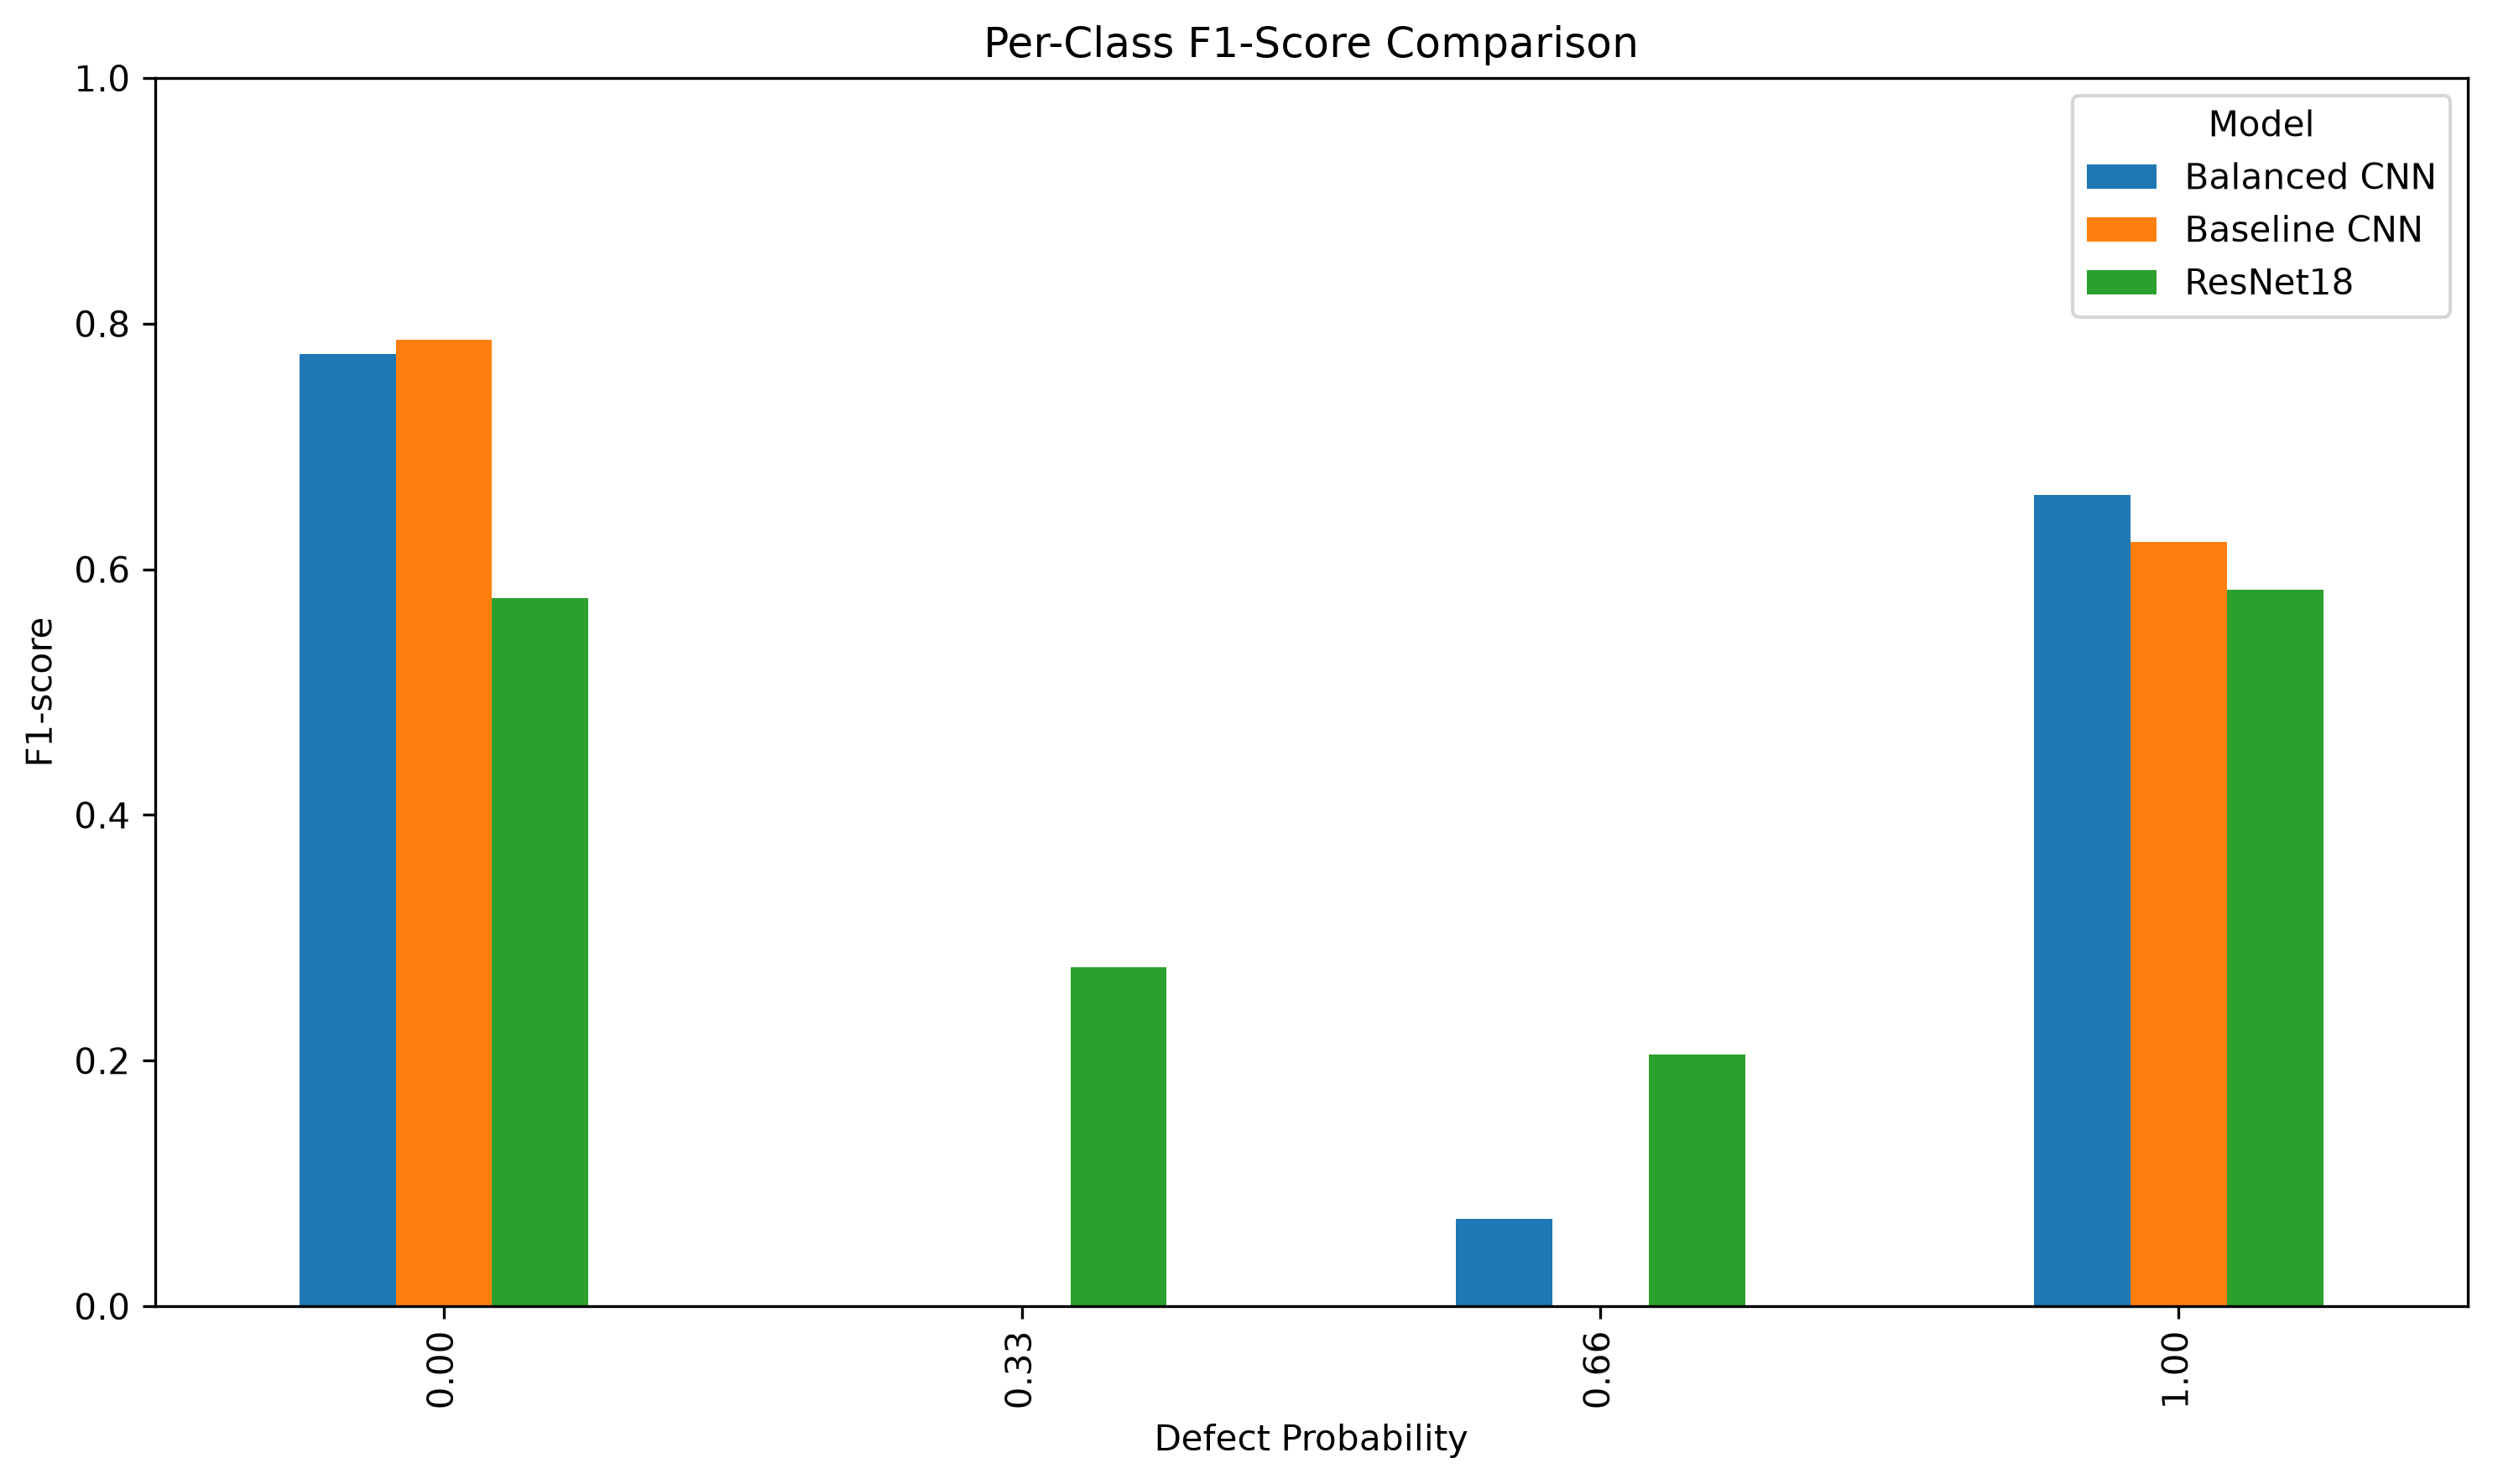 Per-Class F1-Score Comparison
Model
Balanced CNN
Baseline CNN
ResNet18
F1-score
1.0
0.8
0.6
0.4
0.2
0.0
0.00
0.33
0.66
1.00
Defect Probability